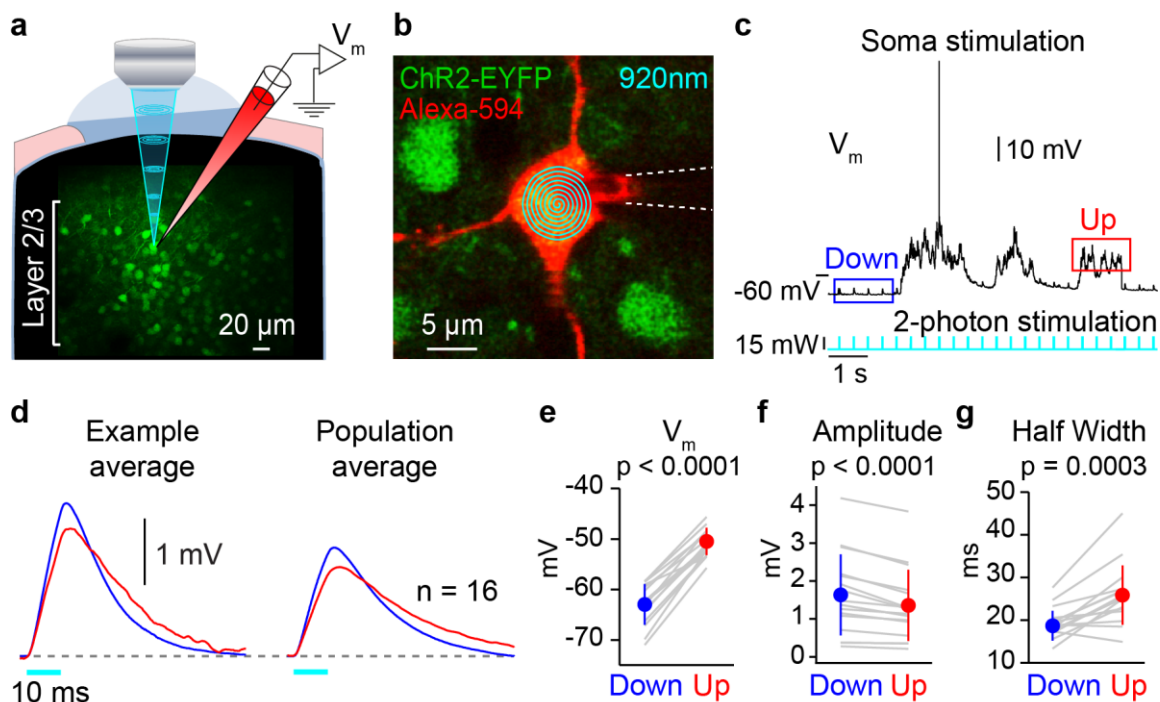 a
V
m
Layer 2/3
20 µm
b
ChR2-EYFP
920nm
Alexa-594
5 µm
c
Soma stimulation
V
m
10 mV
Up
Down
-60 mV
2-photon stimulation
15 mW
1 s
d
Example
average
Population
average
1 mV
n = 16
10 ms
e
V
m
p < 0.0001
-40
-50
-60
-70
mV
Down Up
f
Amplitude
p < 0.0001
4
3
2
1
0
mV
Down Up
g
Half Width
p = 0.0003
50
40
30
20
10
ms
Down Up